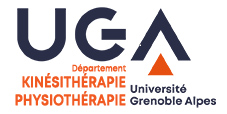 UGA
Département
KINÉSITHÉRAPIE
PHYSIOTHÉRAPIE
Université
Grenoble Alpes